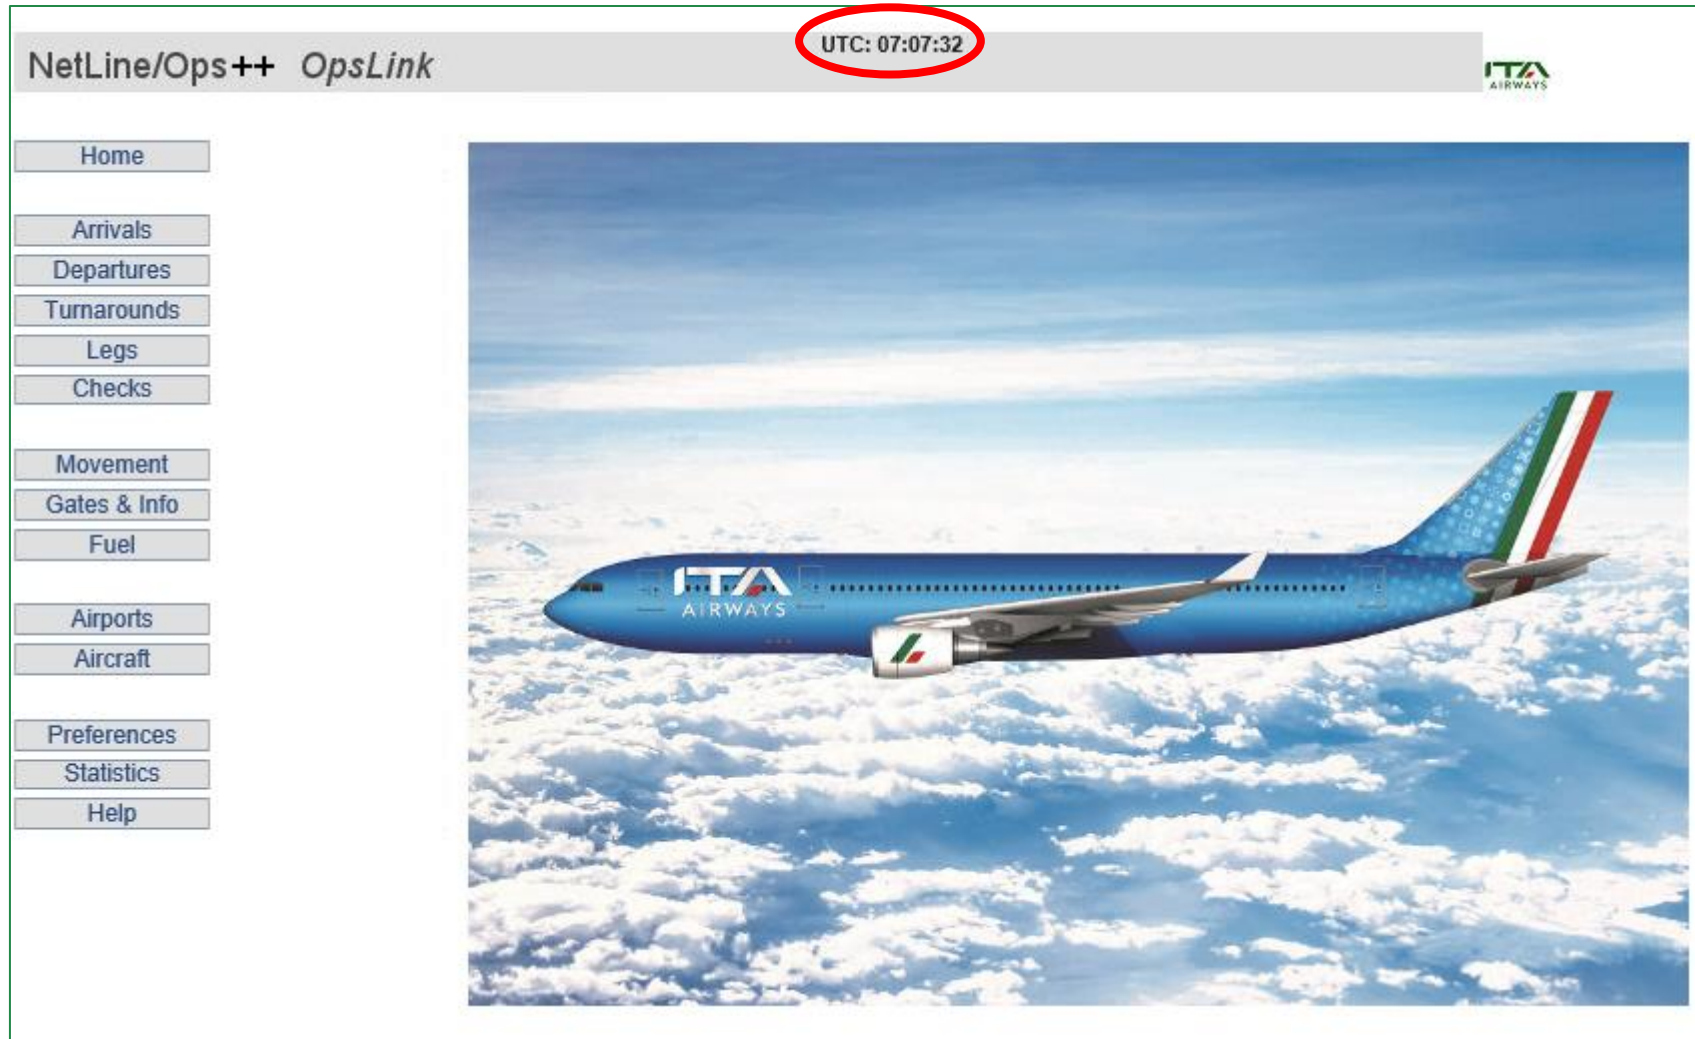 UTC: 07:07:32
NetLine/Ops++ OpsLink
ITA
AIRWAYS
Home
Arrivals
Departures
Turnarounds
Legs
Checks
Movement
Gates & Info
Fuel
Airports
Aircraft
Preferences
Statistics
Help
ITA
AIRWAYS